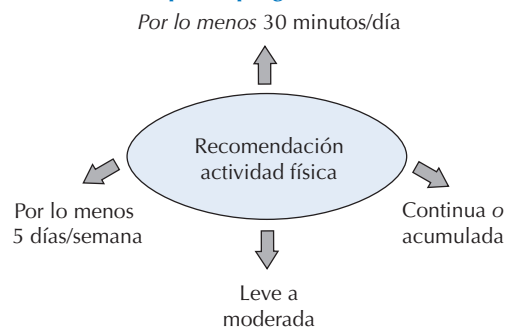 Por lo menos 30 minutos/día
Recomendación
actividad física
Por lo menos
5 días/semana
Continua o
acumulada
Leve a
moderada